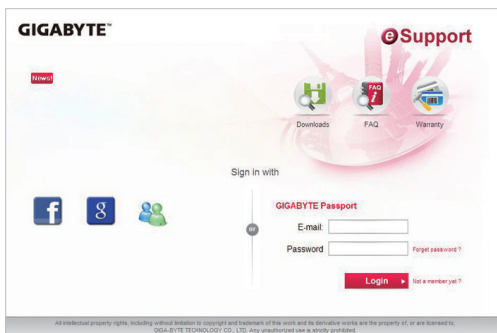 GIGABYTE™
eSupport
News!
FAQ
Downloads
FAQ
Warranty
Sign in with
or
GIGABYTE Passport
E-mail:
Password
Forget password ?
Login
Not a member yet ?
All intellectual property rights, including without limitation to copyright and trademark of this work and its derivative works are the property of, or are licensed to,
GIGA-BYTE TECHNOLOGY CO., LTD. Any unauthorized use is strictly prohibited.